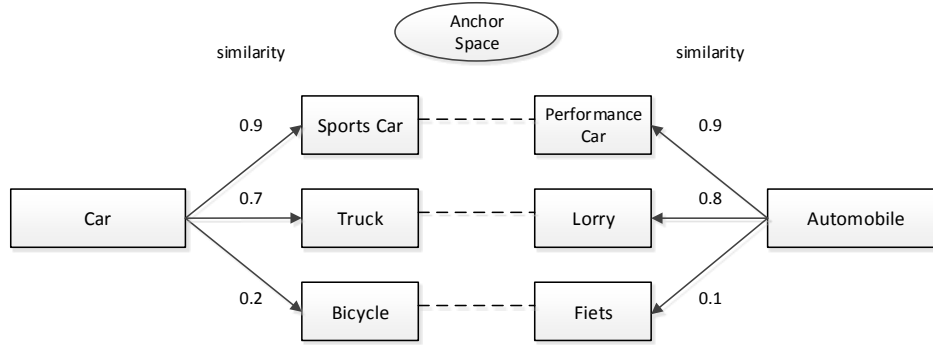 Anchor
Space
similarity
similarity
0.9
Sports Car
Performance
Car
0.9
Car
0.7
Truck
Lorry
0.8
Automobile
0.2
Bicycle
Fiets
0.1